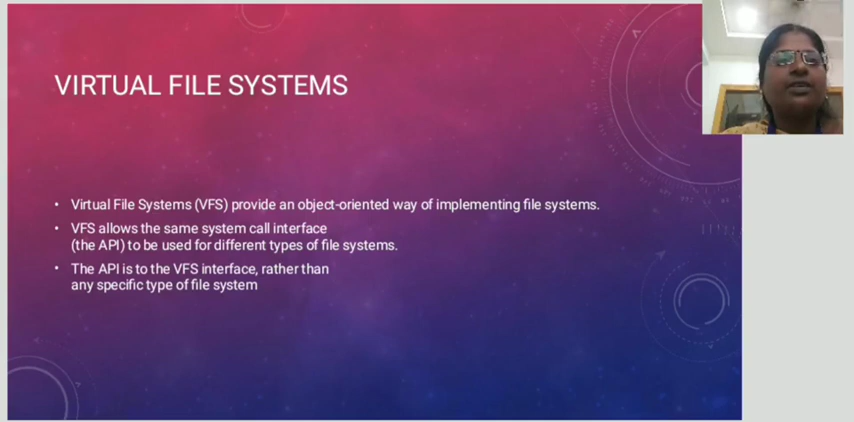 VIRTUAL FILE SYSTEMS
• Virtual File Systems (VFS) provide an object-oriented way of implementing file systems.
• VFS allows the same system call interface
(the API) to be used for different types of file systems.
• The API is to the VFS interface, rather than
any specific type of file system